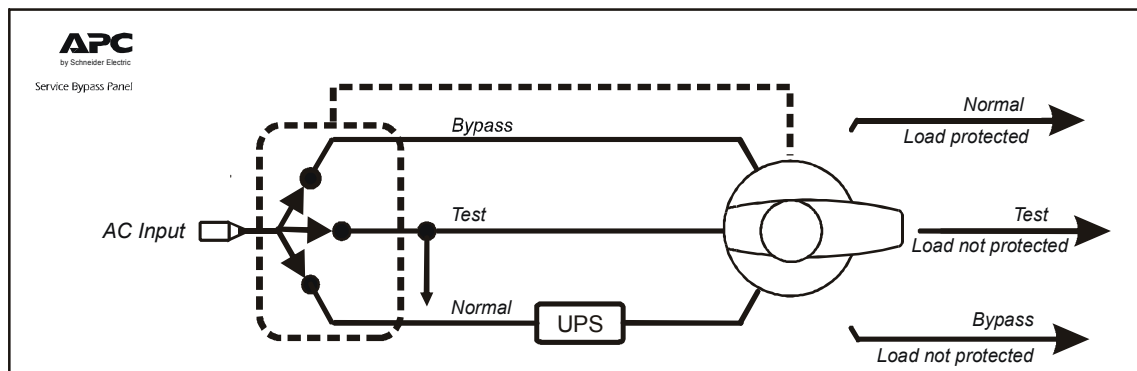 APC
by Schneider Electric
Service Bypass Panel
Bypass
Normal
Load protected
AC Input
Test
Test
Load not protected
Normal
UPS
Bypass
Load not protected